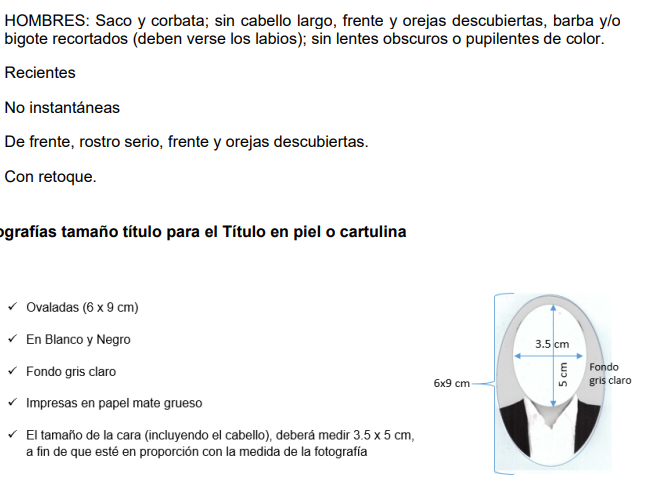 HOMBRES: Saco y corbata; sin cabello largo, frente y orejas descubiertas, barba y/o
bigote recortados (deben verse los labios); sin lentes obscuros o pupilentes de color.
Recientes
No instantáneas
De frente, rostro serio, frente y orejas descubiertas.
Con retoque.
ografías tamaño título para el Título en piel o cartulina
✓ Ovaladas (6 x 9 cm)
✓ En Blanco y Negro
✓ Fondo gris claro
✓ Impresas en papel mate grueso
✓ El tamaño de la cara (incluyendo el cabello), deberá medir 3.5 x 5 cm,
a fin de que esté en proporción con la medida de la fotografía
6x9 cm
3.5 cm
5 cm
Fondo
gris claro